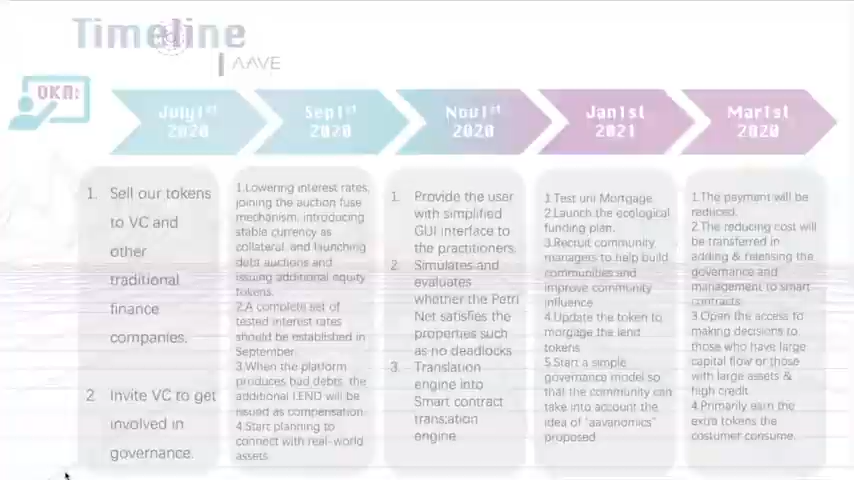 Timeline
AAVE
OKR:
July1st
2020
Sep1st
2020
Nov1st
2020
Jan1st
2021
Mar1st
2020
1. Sell our tokens
to VC and
other
traditional
finance
companies.
2. Invite VC to get
involved in
governance.
1.Lowering interest rates,
joining the auction fuse
mechanism, introducing
stable currency as
collateral, and launching
debt auctions and
issuing additional equity
tokens.
2.A complete set of
tested interest rates
should be established in
September.
3.When the platform
produces bad debts, the
additional LEND will be
issued as compensation.
4.Start planning to
connect with real-world
assets.
1. Provide the user
with simplified
GUI interface to
the practitioners.
2. Simulates and
evaluates
whether the Petri
Net satisfies the
properties such
as no deadlocks
3. Translation
engine into
Smart contract
translation
engine.
1.Test uni Mortgage.
2.Launch the ecological
funding plan.
3.Recruit community
managers to help build
communities and
improve community
influence.
4.Update the token to
morgage the lend
tokens
5.Start a simple
governance model so
that the community can
take into account the
idea of "aavanomics"
proposed
1.The payment will be
reduced.
2.The reducing cost will
be transferred in
adding & releasing the
governance and
management to smart
contracts.
3.Open the access to
making decisions to
those who have large
capital flow or those
with large assets &
high credit.
4.Primarily earn the
extra tokens the
costumer consume.